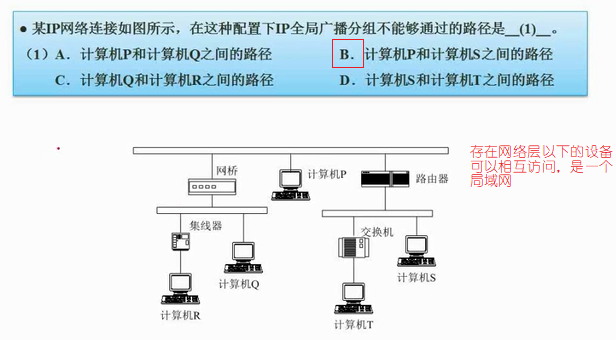 ● 某IP网络连接如图所示，在这种配置下IP全局广播分组不能够通过的路径是__(1)__。
（1）A．计算机P和计算机Q之间的路径 B．计算机P和计算机S之间的路径
C．计算机Q和计算机R之间的路径 D．计算机S和计算机T之间的路径
存在网络层以下的设备
可以相互访问，是一个
局域网
网桥
计算机P
路由器
集线器
交换机
计算机Q
计算机S
计算机R
计算机T